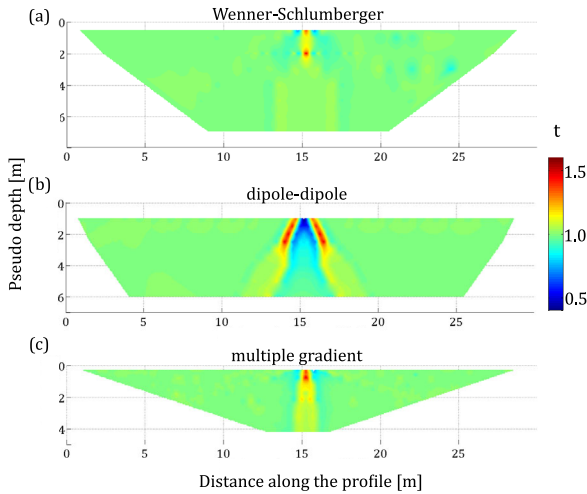 (a) Wenner-Schlumberger
0
2
4
6
0 5 10 15 20 25
t
1.5
1.0
0.5
Pseudo depth [m]
(b) dipole-dipole
0
2
4
6
0 5 10 15 20 25
(c) multiple gradient
0
2
4
0 5 10 15 20 25
Distance along the profile [m]